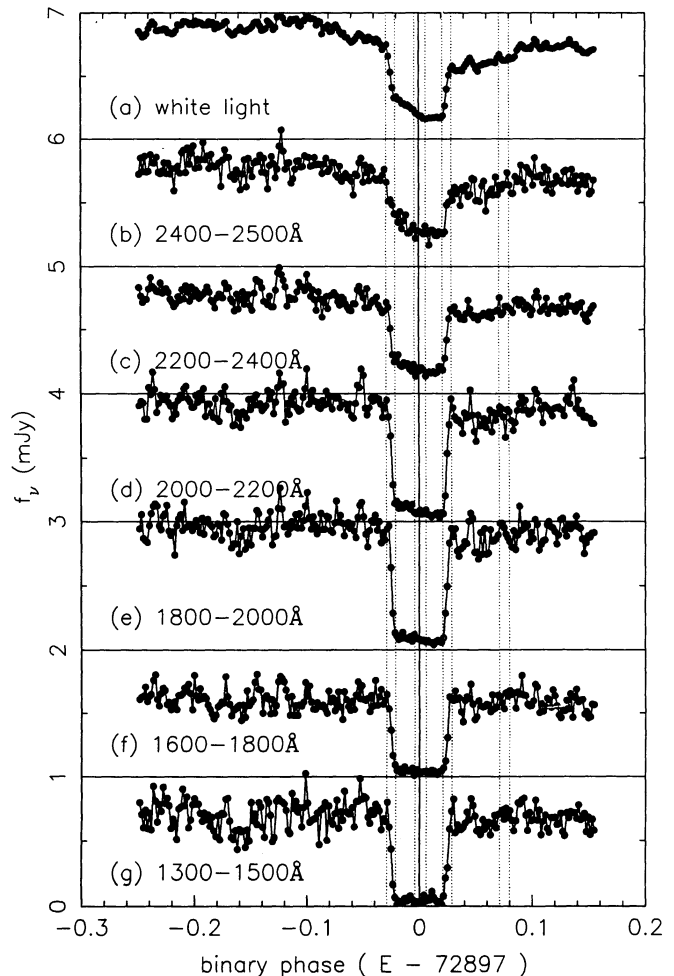 7
(a) white light
6
(b) 2400−2500Å
5
(c) 2200−2400Å
4
(d) 2000−2200Å
3
(e) 1800−2000Å
2
(f) 1600−1800Å
1
(g) 1300−1500Å
0
f_ν (mJy)
−0.3 −0.2 −0.1 0 0.1 0.2
binary phase ( E − 72897 )